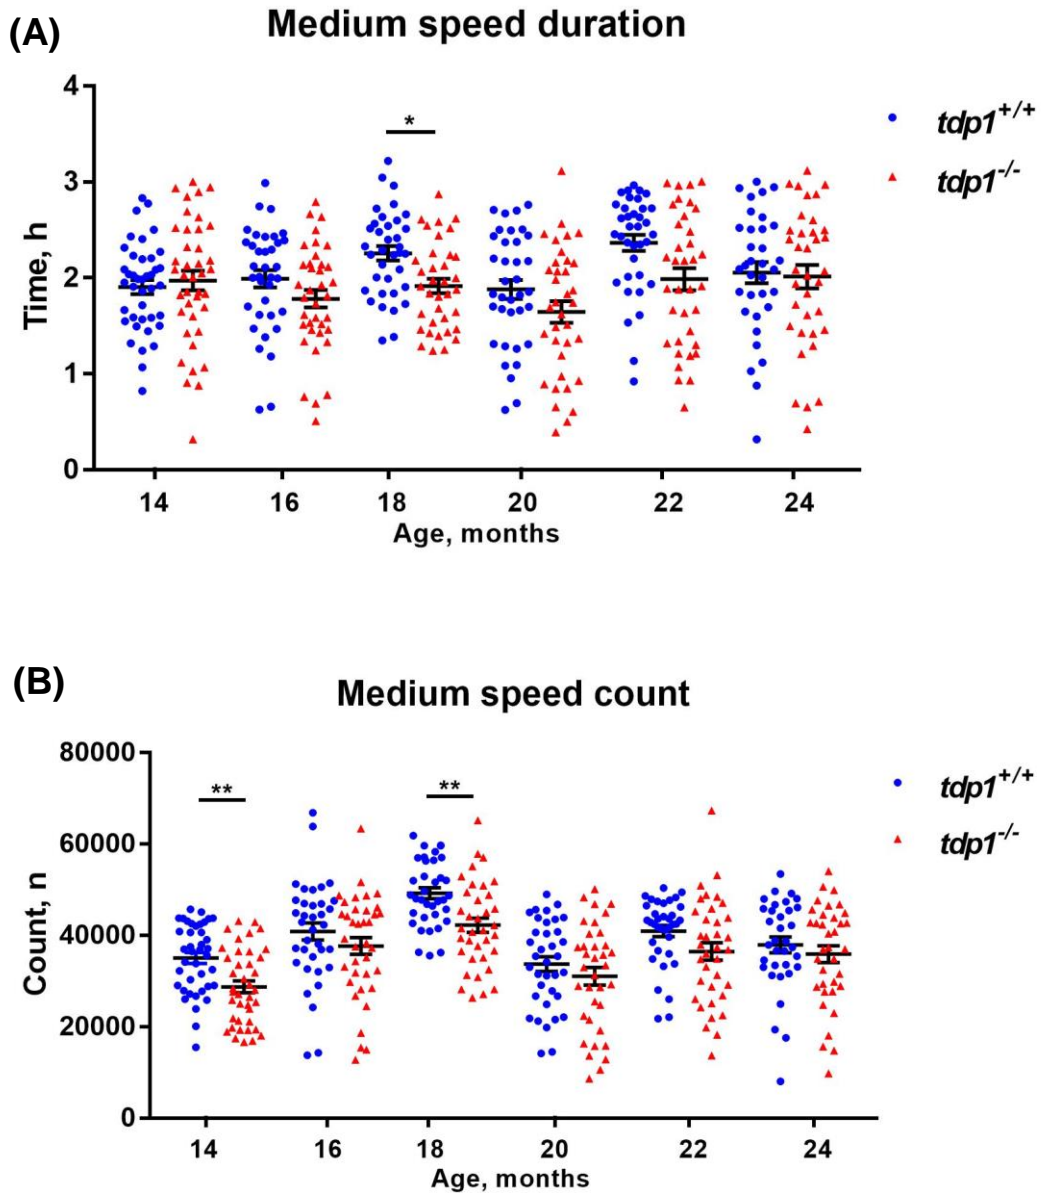 (A)
Medium speed duration
4
3
2
1
0
Time, h
*
tdp1+/+
tdp1-/-
14 16 18 20 22 24
Age, months
(B)
Medium speed count
80000
60000
40000
20000
0
Count, n
** **
tdp1+/+
tdp1-/-
14 16 18 20 22 24
Age, months